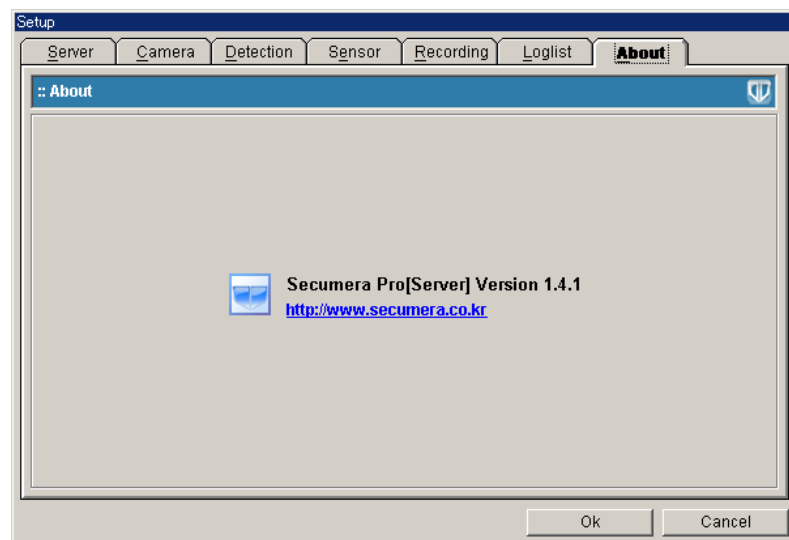 Setup
Server Camera Detection Sensor Recording Loglist About
:: About
Secumera Pro[Server] Version 1.4.1
http://www.secumera.co.kr
Ok Cancel